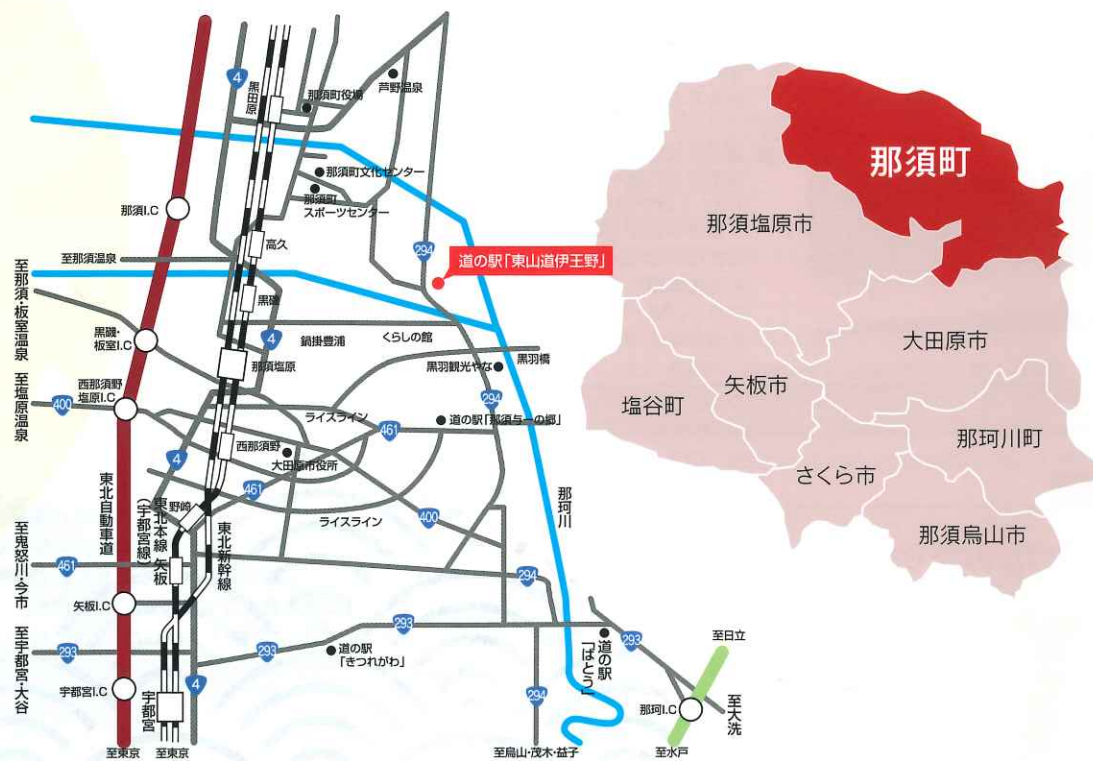 4
黒田原
那須町役場
芦野温泉
那須町文化センター
那須町
スポーツセンター
那須I.C
高久
294
道の駅「東山道伊王野」
至那須温泉
至那須・板室温泉
黒磯
黒磯・
板室I.C
4
鍋掛豊浦
くらしの館
那須塩原
黒羽観光やな
黒羽橋
294
至塩原温泉
400
西那須野
塩原I.C
ライスライン
461
道の駅「那須与一の郷」
西那須野
大田原市役所
4
461
400
東北自動車道
東北本線
(宇都宮線)
野崎
東北新幹線
ライスライン
那珂川
至鬼怒川・今市
461
矢板
294
矢板I.C
293
至宇都宮・大谷
293
293
道の駅
「きつれがわ」
道の駅
「ばとう」
293
至日立
宇都宮I.C
宇都宮
4
294
那珂I.C
至大洗
至東京
至東京
至烏山・茂木・益子
至水戸
那須町
那須塩原市
大田原市
矢板市
塩谷町
那珂川町
さくら市
那須烏山市